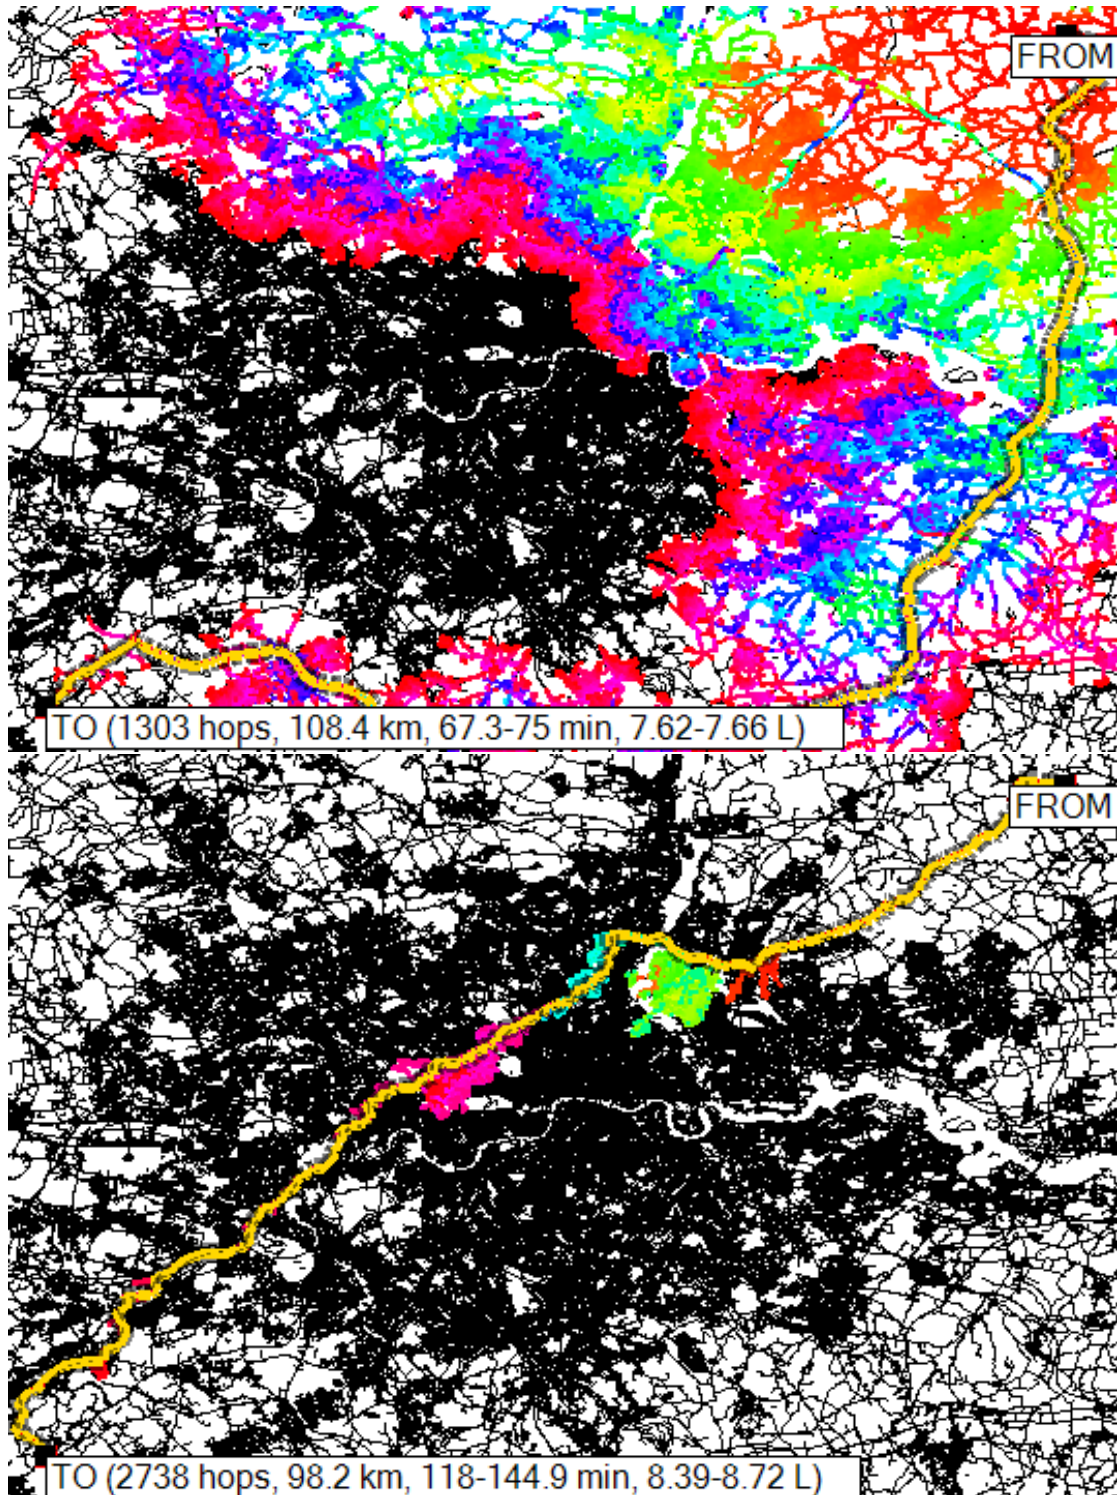 FROM
TO (1303 hops, 108.4 km, 67.3-75 min, 7.62-7.66 L)
FROM
TO (2738 hops, 98.2 km, 118-144.9 min, 8.39-8.72 L)